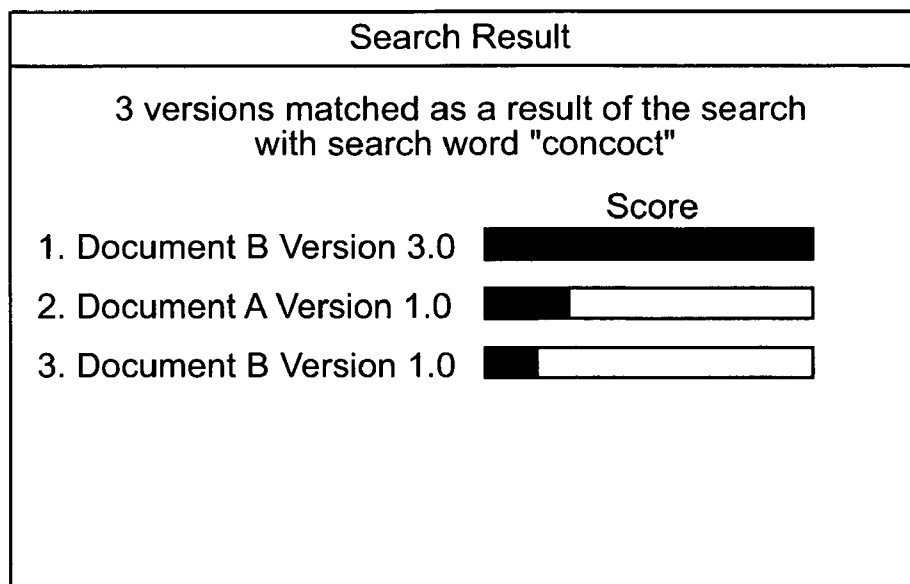 Search Result
3 versions matched as a result of the search
with search word "concoct"
Score
1. Document B Version 3.0
2. Document A Version 1.0
3. Document B Version 1.0